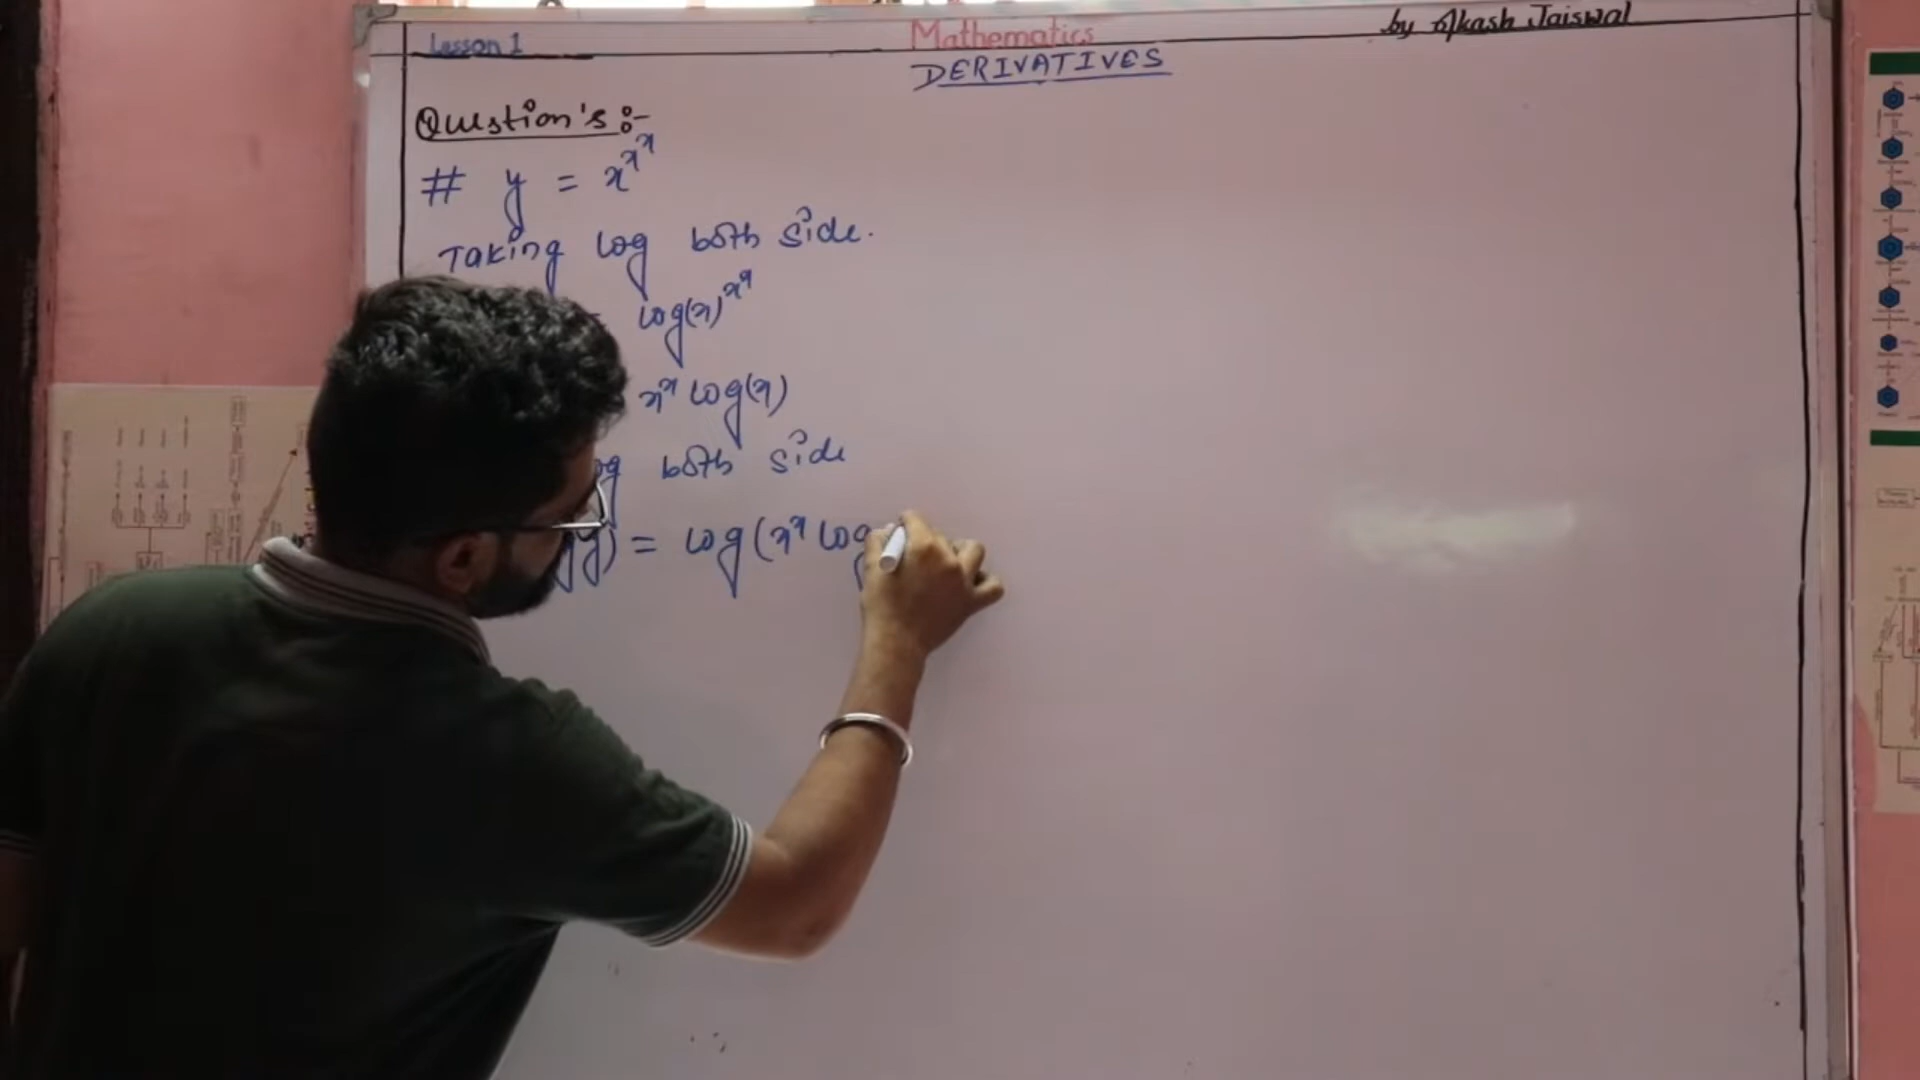 Lesson 1 Mathematics by Akash Jaiswal
DERIVATIVES
Question's :-
# y = x^x^x
Taking log both side.
log(x)^x^x
x^x log(x)
both side
y) = log(x^x log